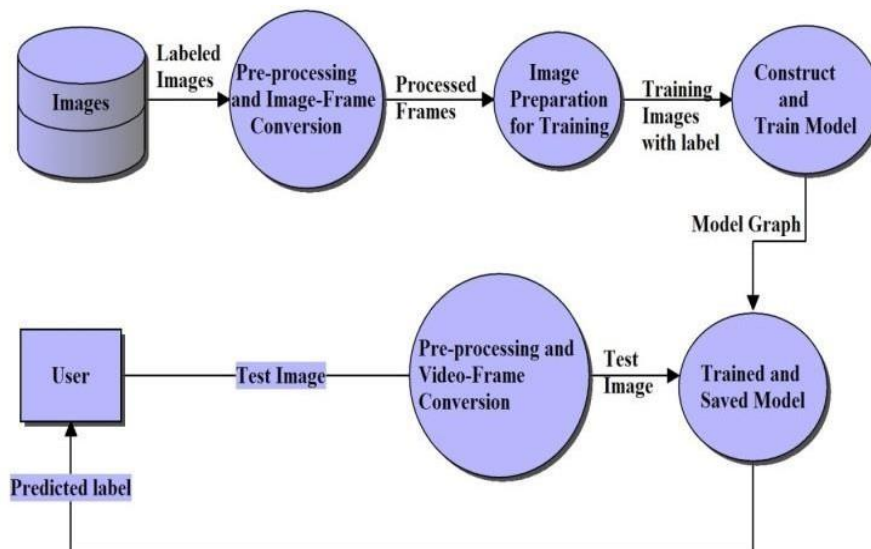 Images
Labeled
Images
Pre-processing
and Image-Frame
Conversion
Processed
Frames
Image
Preparation
for Training
Training
Images
with label
Construct
and
Train Model
Model Graph
User
Test Image
Pre-processing and
Video-Frame
Conversion
Test
Image
Trained and
Saved Model
Predicted label